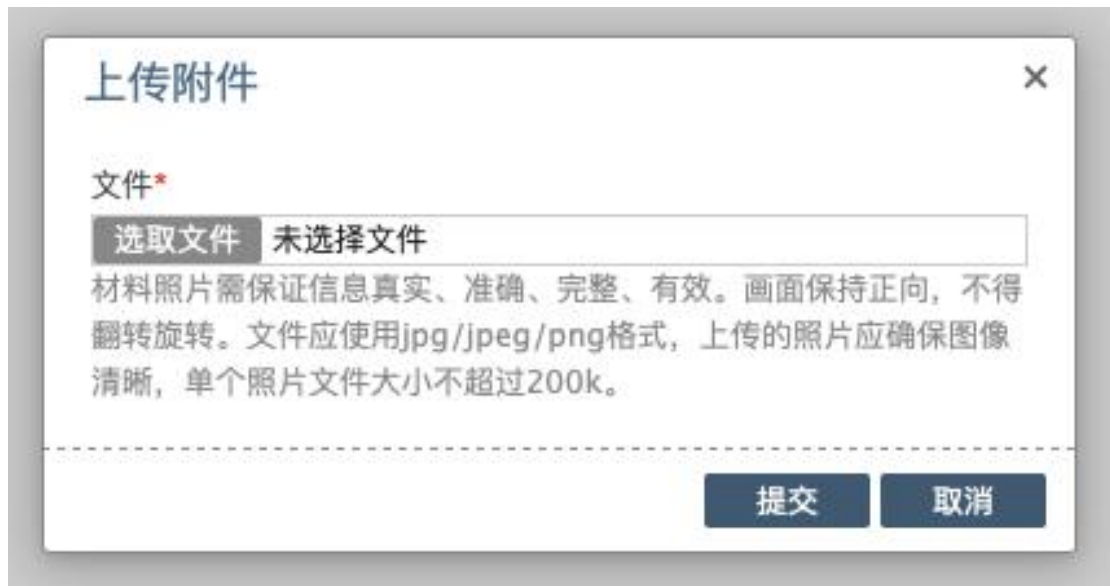 上传附件
×
文件*
选取文件 未选择文件
材料照片需保证信息真实、准确、完整、有效。画面保持正向，不得
翻转旋转。文件应使用jpg/jpeg/png格式，上传的照片应确保图像
清晰，单个照片文件大小不超过200k。
提交 取消